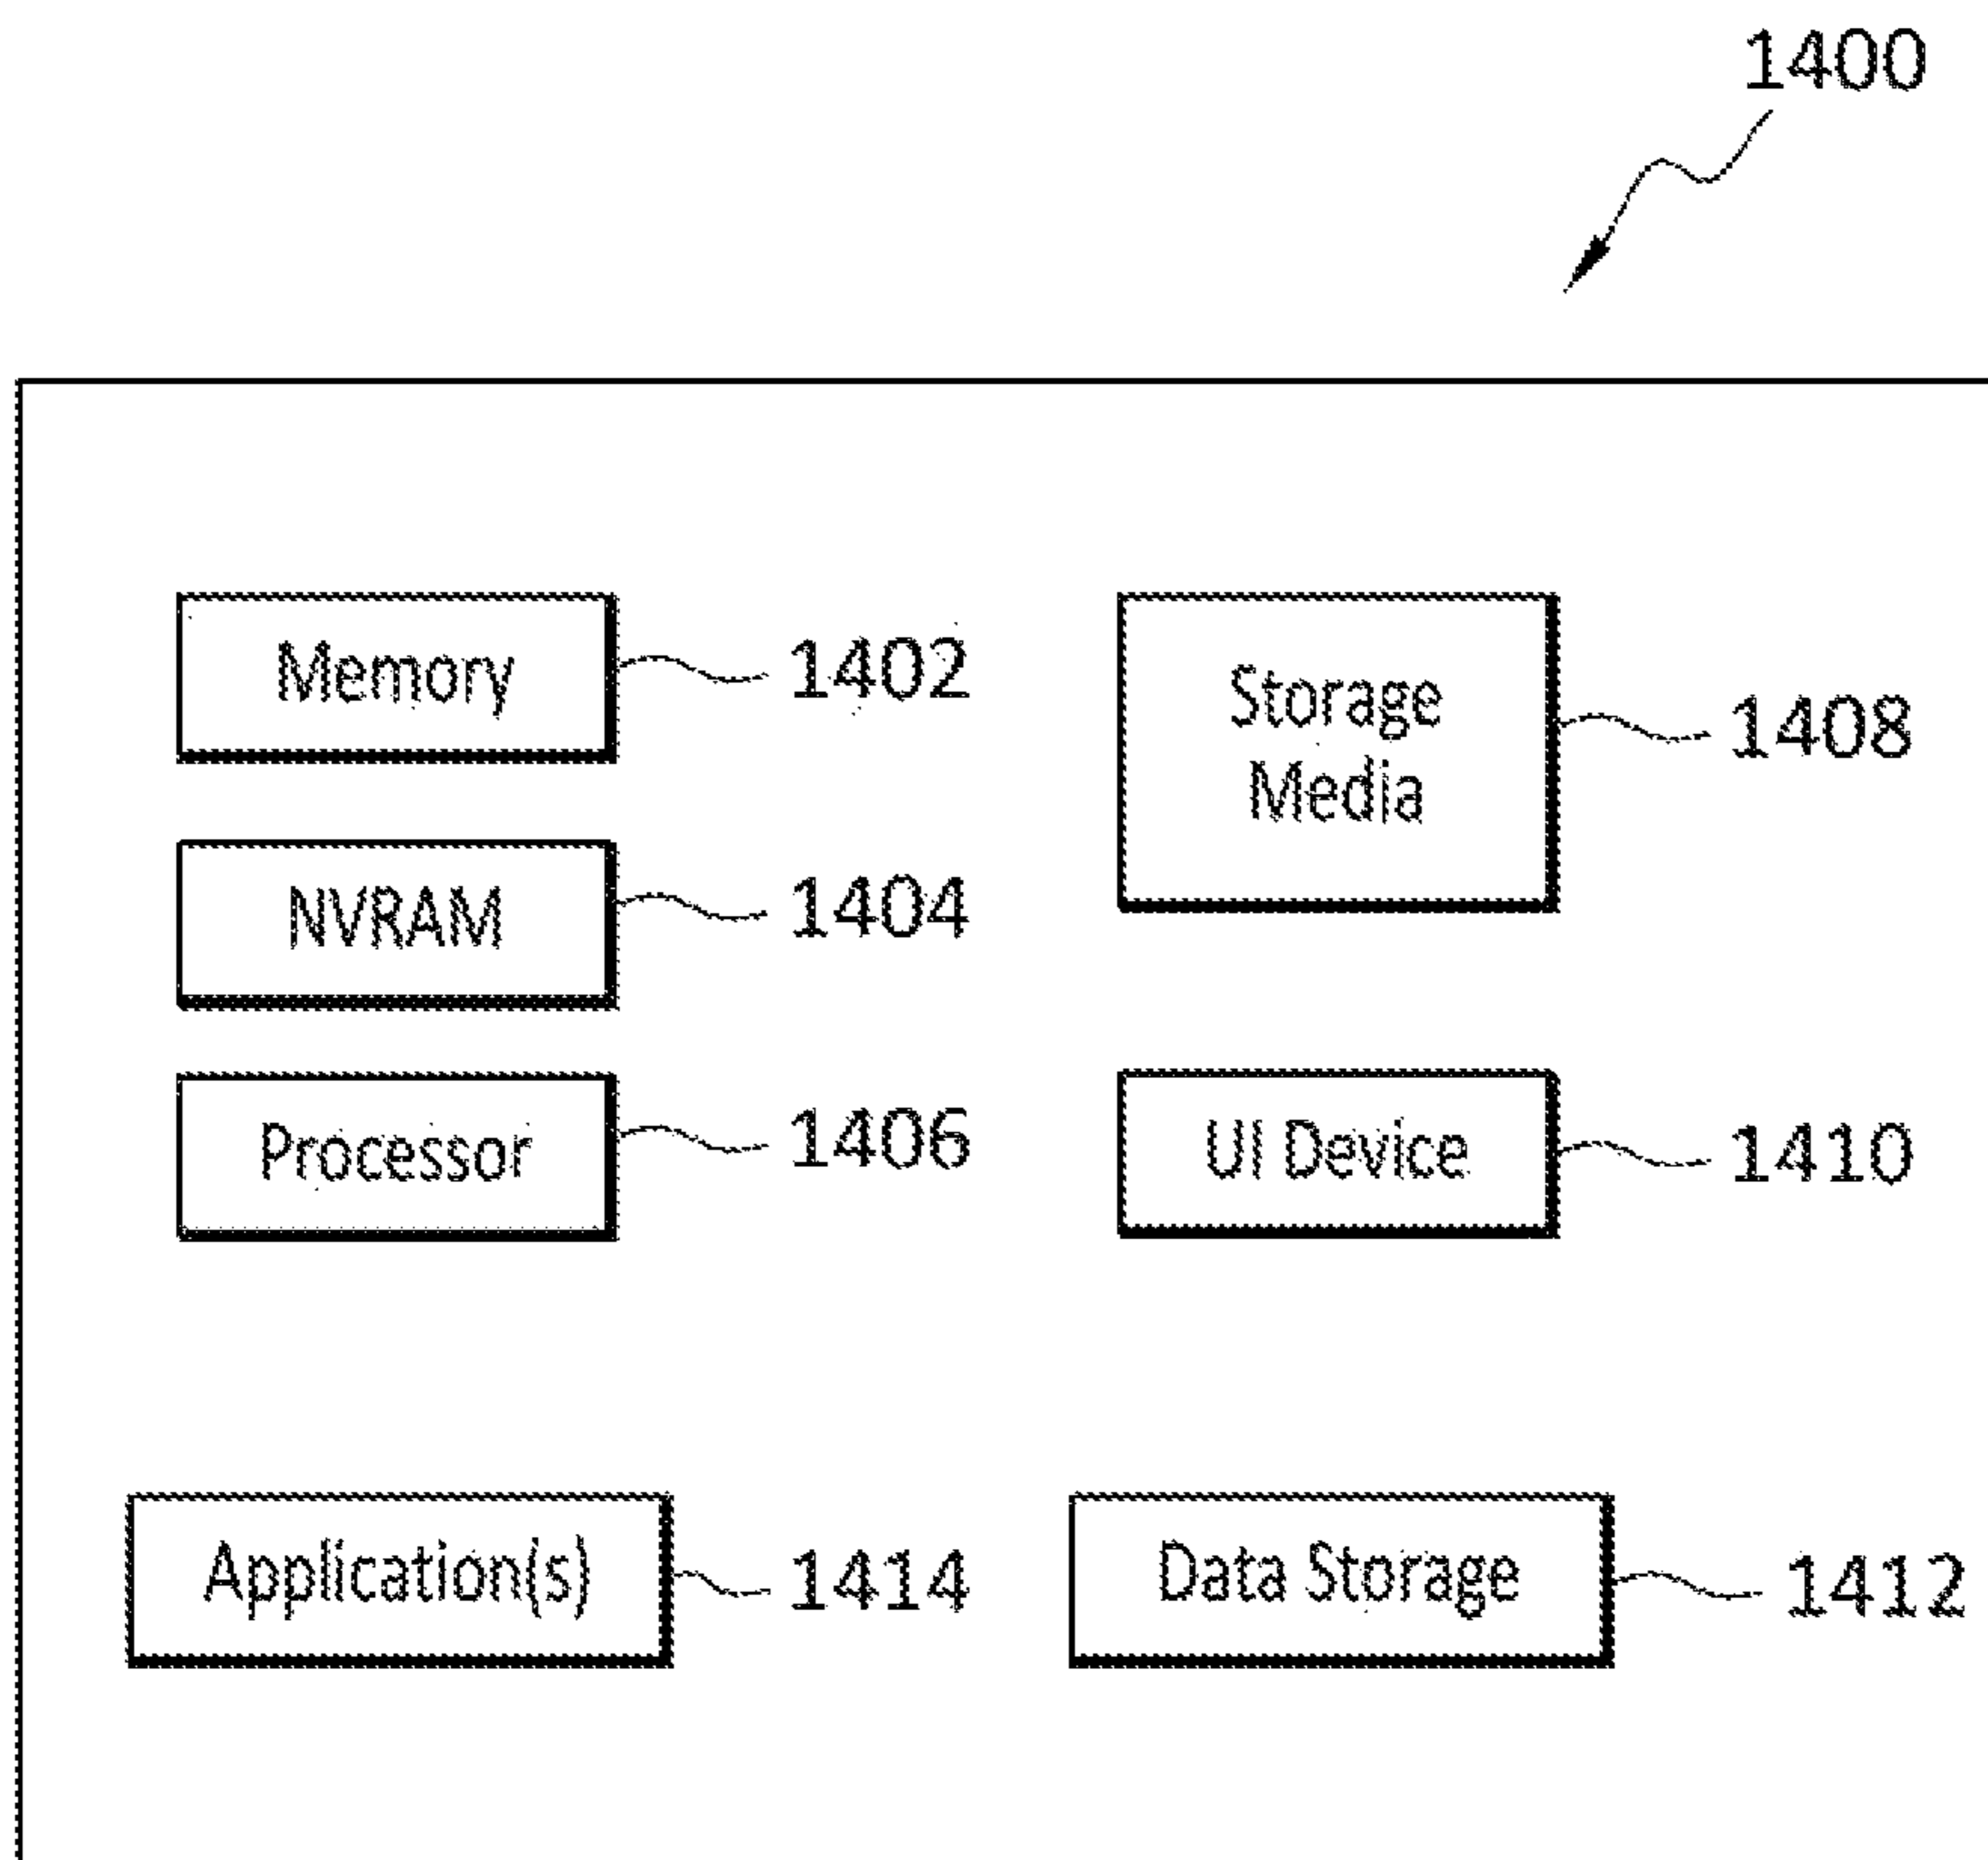 1400
Memory
1402
Storage
Media
1408
NVRAM
1404
Processor
1406
UI Device
1410
Application(s)
1414
Data Storage
1412